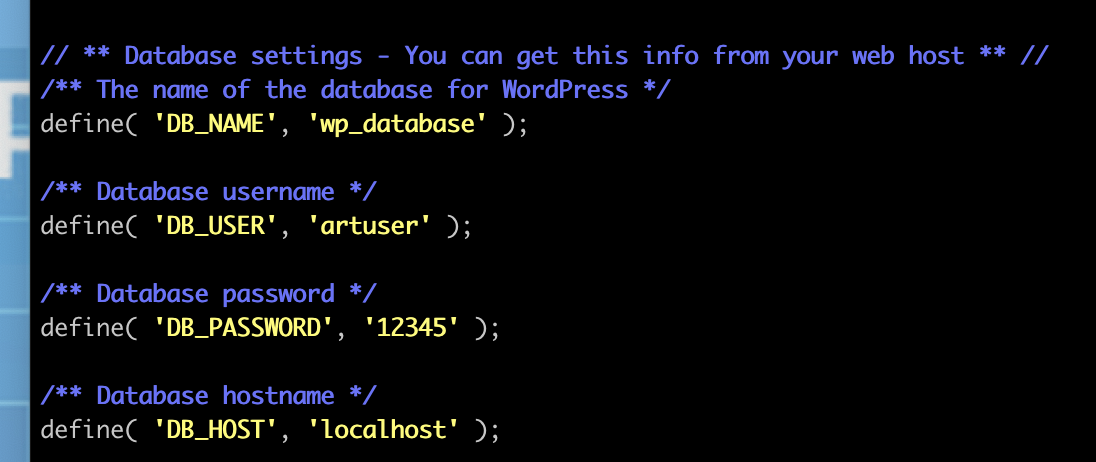 // ** Database settings - You can get this info from your web host ** //
/** The name of the database for WordPress */
define( 'DB_NAME', 'wp_database' );
/** Database username */
define( 'DB_USER', 'artuser' );
/** Database password */
define( 'DB_PASSWORD', '12345' );
/** Database hostname */
define( 'DB_HOST', 'localhost' );